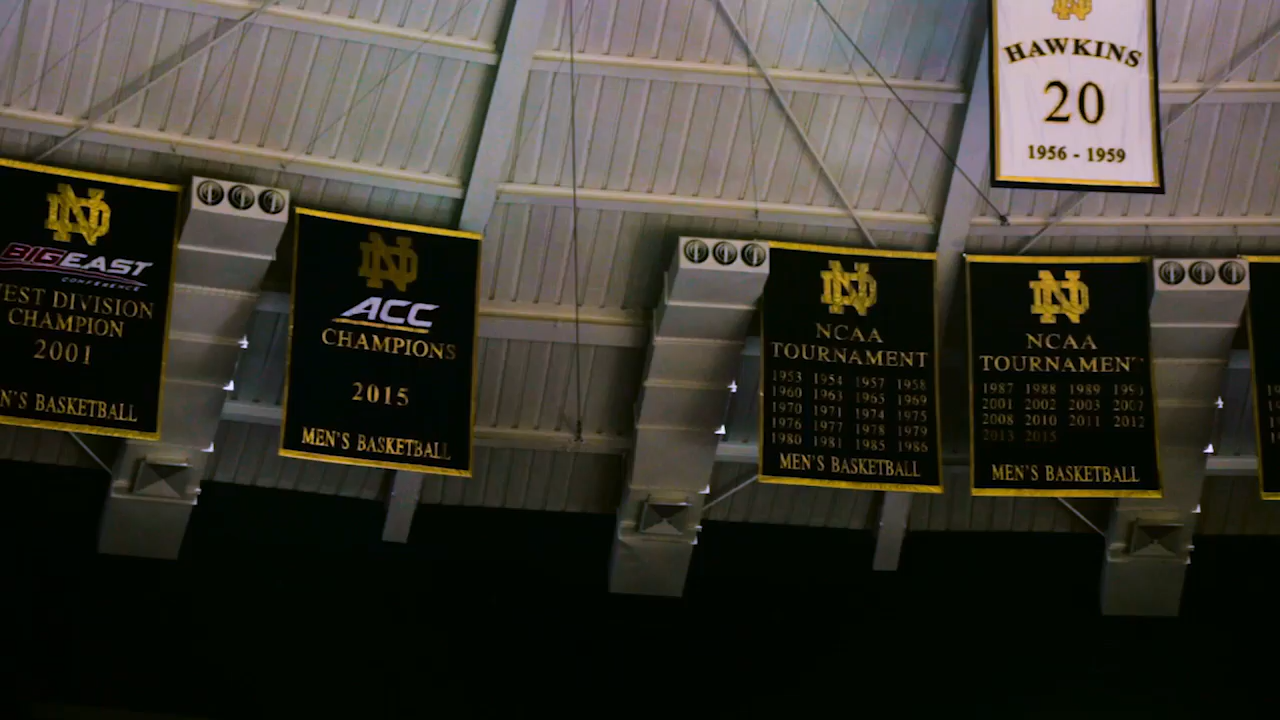 BIGEAST
CONFERENCE
EST DIVISION
CHAMPION
2001
N'S BASKETBALL
ND
ACC
CHAMPIONS
2015
MEN'S BASKETBALL
ND
NCAA
TOURNAMENT
1953 1954 1957 1958
1960 1963 1965 1969
1970 1971 1974 1975
1976 1977 1978 1979
1980 1981 1985 1986
MEN'S BASKETBALL
ND
NCAA
TOURNAMENT
1987 1988 1989 1990
2001 2002 2003 2007
2008 2010 2011 2012
2013 2015
MEN'S BASKETBALL
ND
HAWKINS
20
1956 - 1959